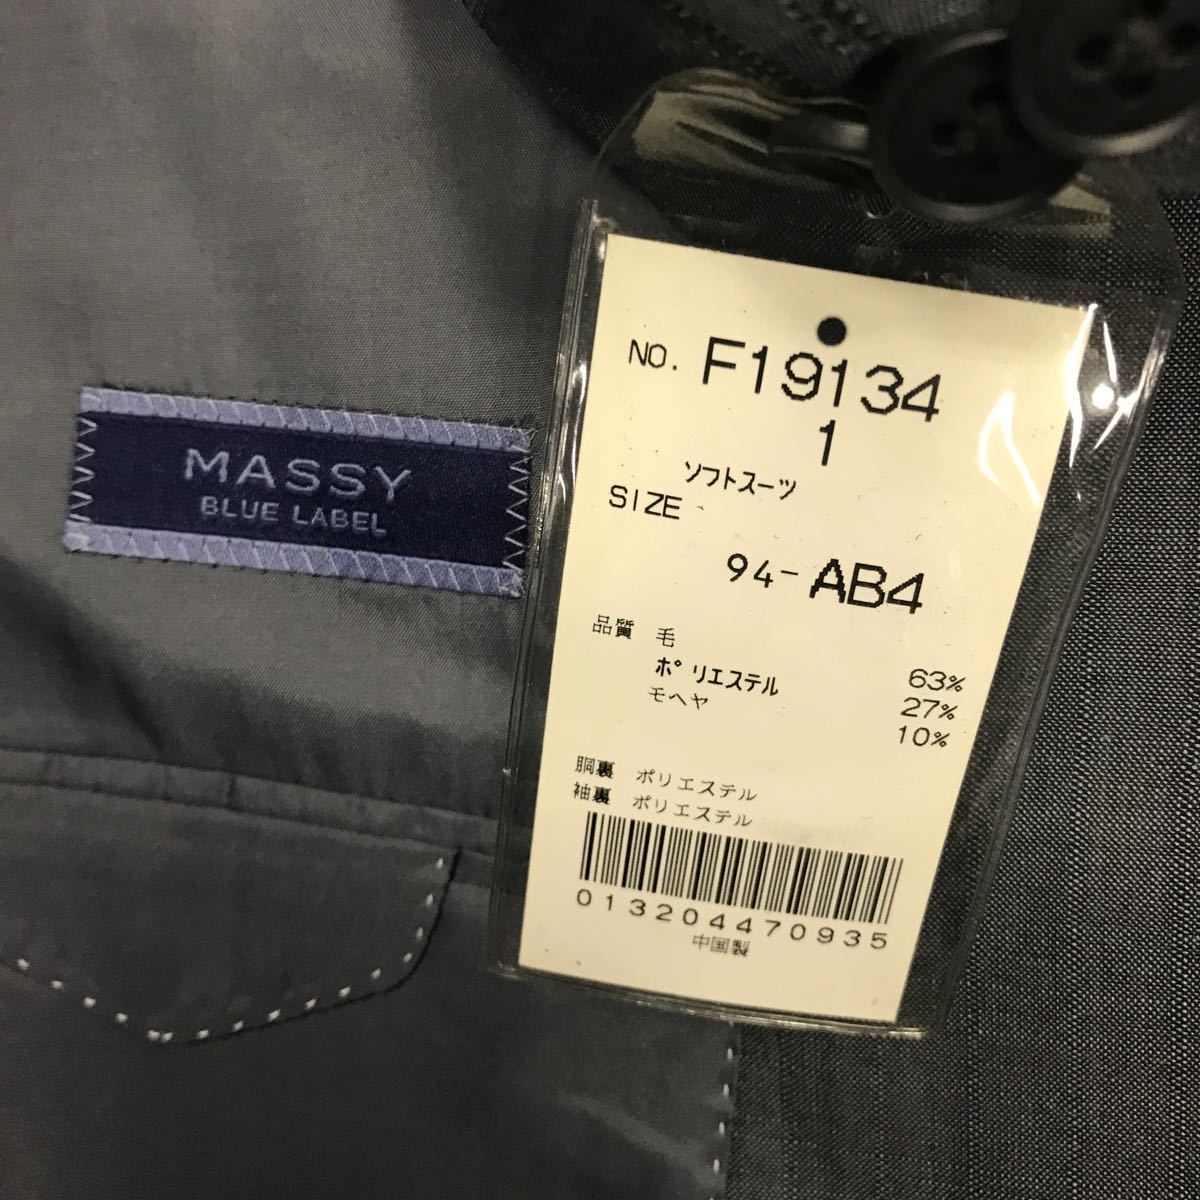 MASSY
BLUE LABEL
NO. F19134
1
ソフトスーツ
SIZE
94-AB4
品質 毛 63%
ポリエステル 27%
モヘヤ 10%
胴裏 ポリエステル
袖裏 ポリエステル
0132044470935
中国製